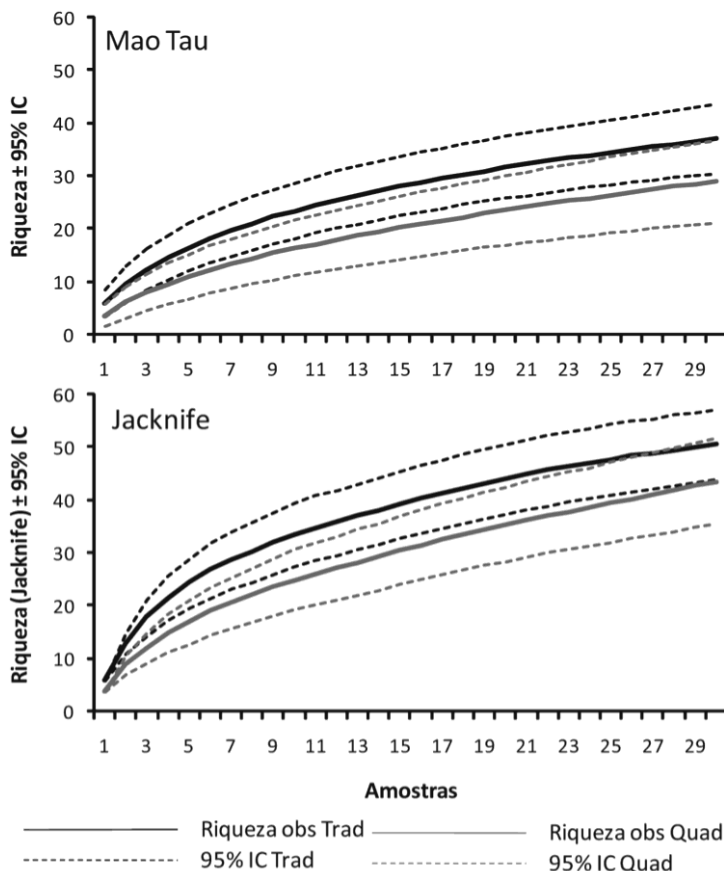 Mao Tau
Riqueza ± 95% IC
60
50
40
30
20
10
0
1 3 5 7 9 11 13 15 17 19 21 23 25 27 29
Jacknife
Riqueza (Jacknife) ± 95% IC
60
50
40
30
20
10
0
1 3 5 7 9 11 13 15 17 19 21 23 25 27 29
Amostras
Riqueza obs Trad
Riqueza obs Quad
95% IC Trad
95% IC Quad